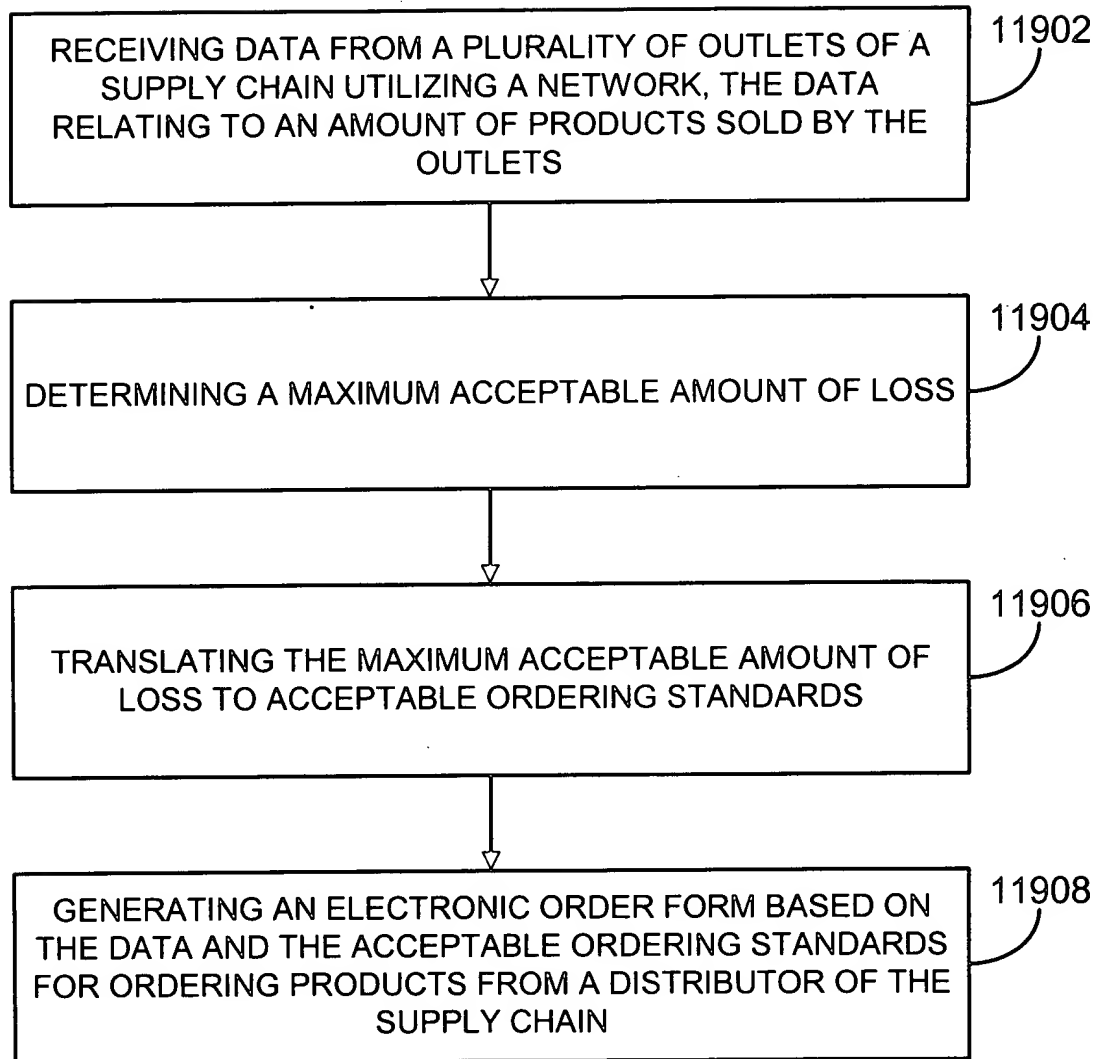 RECEIVING DATA FROM A PLURALITY OF OUTLETS OF A
SUPPLY CHAIN UTILIZING A NETWORK, THE DATA
RELATING TO AN AMOUNT OF PRODUCTS SOLD BY THE
OUTLETS
11902
DETERMINING A MAXIMUM ACCEPTABLE AMOUNT OF LOSS
11904
TRANSLATING THE MAXIMUM ACCEPTABLE AMOUNT OF
LOSS TO ACCEPTABLE ORDERING STANDARDS
11906
GENERATING AN ELECTRONIC ORDER FORM BASED ON
THE DATA AND THE ACCEPTABLE ORDERING STANDARDS
FOR ORDERING PRODUCTS FROM A DISTRIBUTOR OF THE
SUPPLY CHAIN
11908